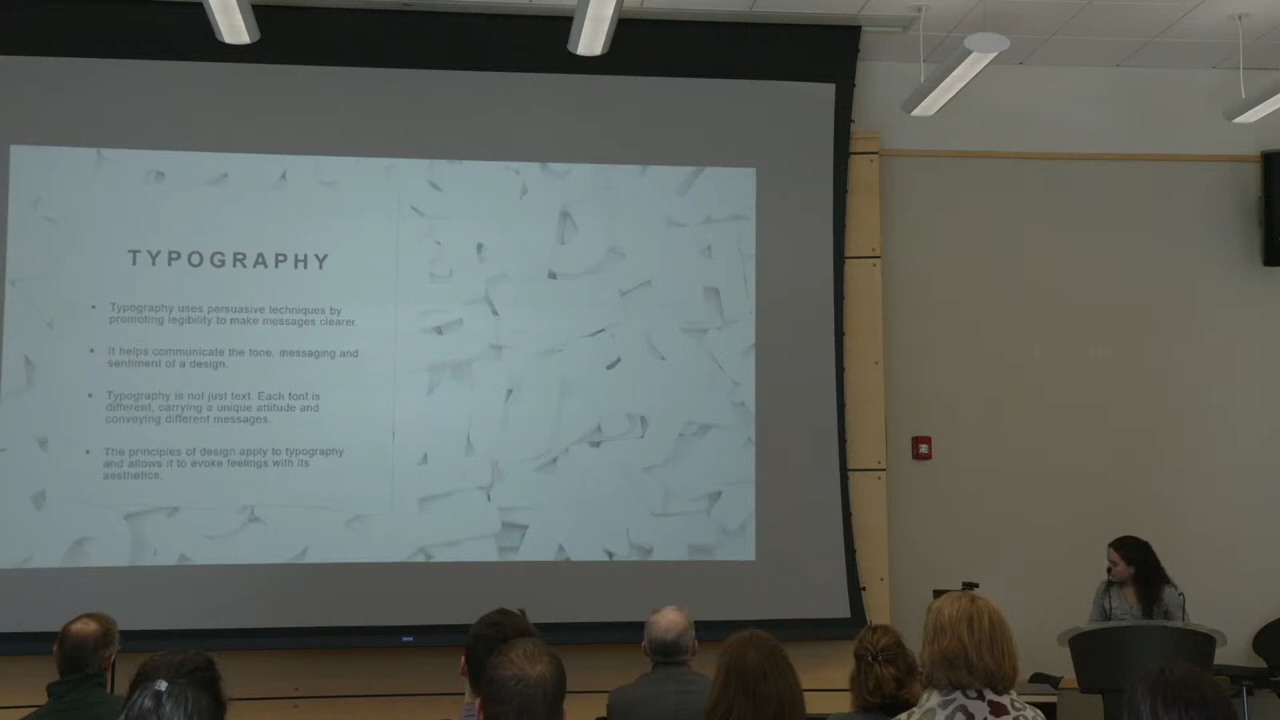 TYPOGRAPHY
• Typography uses persuasive techniques by
promoting legibility to make messages clearer.
• It helps communicate the tone, messaging and
sentiment of a design.
• Typography is not just text. Each font is
different, carrying a unique attitude and
conveying different messages.
• The principles of design apply to typography
and allows it to evoke feelings with its
aesthetics.